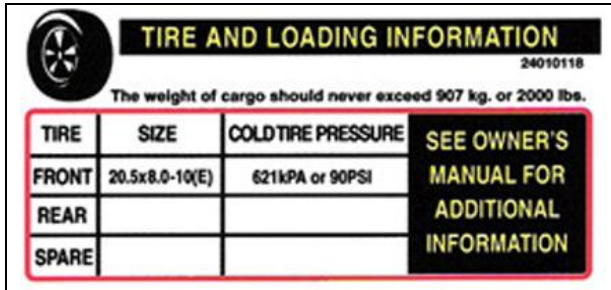 TIRE AND LOADING INFORMATION
24010118
The weight of cargo should never exceed 907 kg. or 2000 lbs.
TIRE SIZE COLD TIRE PRESSURE SEE OWNER'S
FRONT 20.5x8.0-10(E) 621kPA or 90PSI MANUAL FOR
REAR ADDITIONAL
SPARE INFORMATION